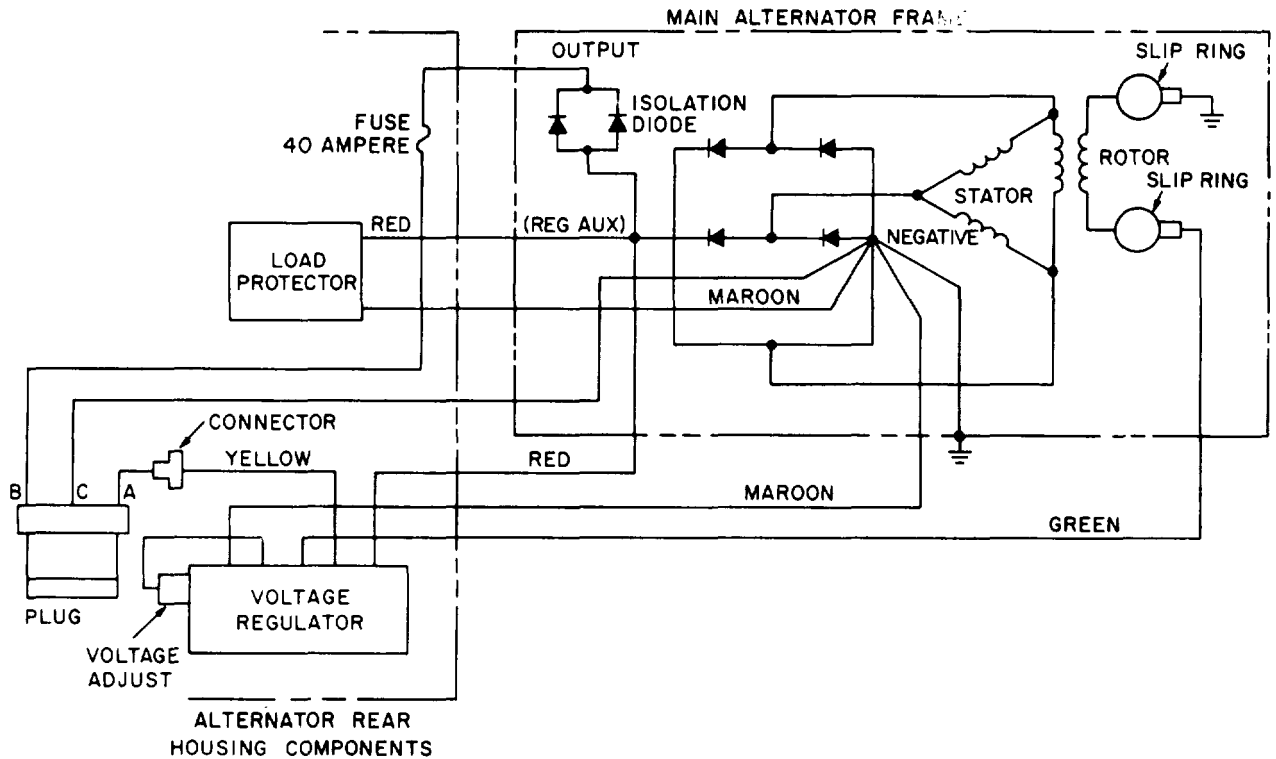 MAIN ALTERNATOR
OUTPUT
SLIP RING
ISOLATION
DIODE
FUSE
40 AMPERE
ROTOR
SLIP RING
STATOR
RED
(REG AUX)
NEGATIVE
LOAD
PROTECTOR
MAROON
CONNECTOR
YELLOW
RED
B
C
A
MAROON
GREEN
VOLTAGE
REGULATOR
PLUG
VOLTAGE
ADJUST
ALTERNATOR REAR
HOUSING COMPONENTS